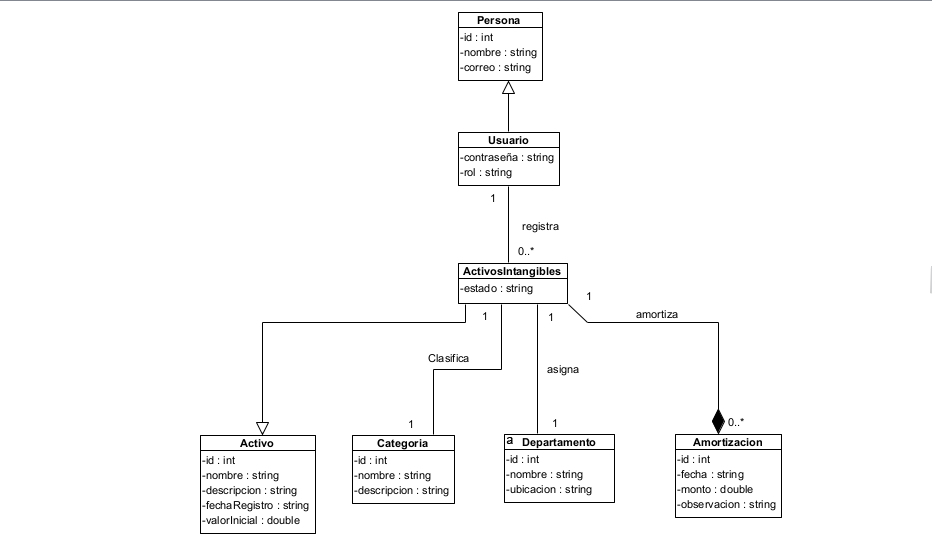 Persona
-id : int
-nombre : string
-correo : string
Usuario
-contraseña : string
-rol : string
1
registra
0..*
ActivosIntangibles
-estado : string
1
1
1
amortiza
Clasifica
asigna
1
1
0..*
Activo
-id : int
-nombre : string
-descripcion : string
-fechaRegistro : string
-valorInicial : double
Categoria
-id : int
-nombre : string
-descripcion : string
a Departamento
-id : int
-nombre : string
-ubicacion : string
Amortizacion
-id : int
-fecha : string
-monto : double
-observacion : string